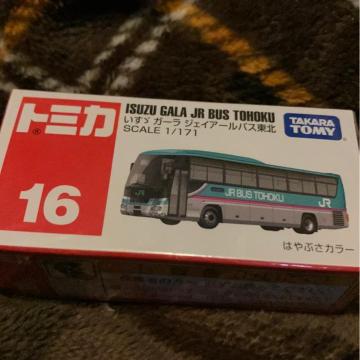 トミカ
®
16
ISUZU GALA JR BUS TOHOKU
いすゞ ガーラ ジェイアールバス東北
SCALE 1/171
TAKARA
TOMY
JR BUS TOHOKU
JR
はやぶさカラー